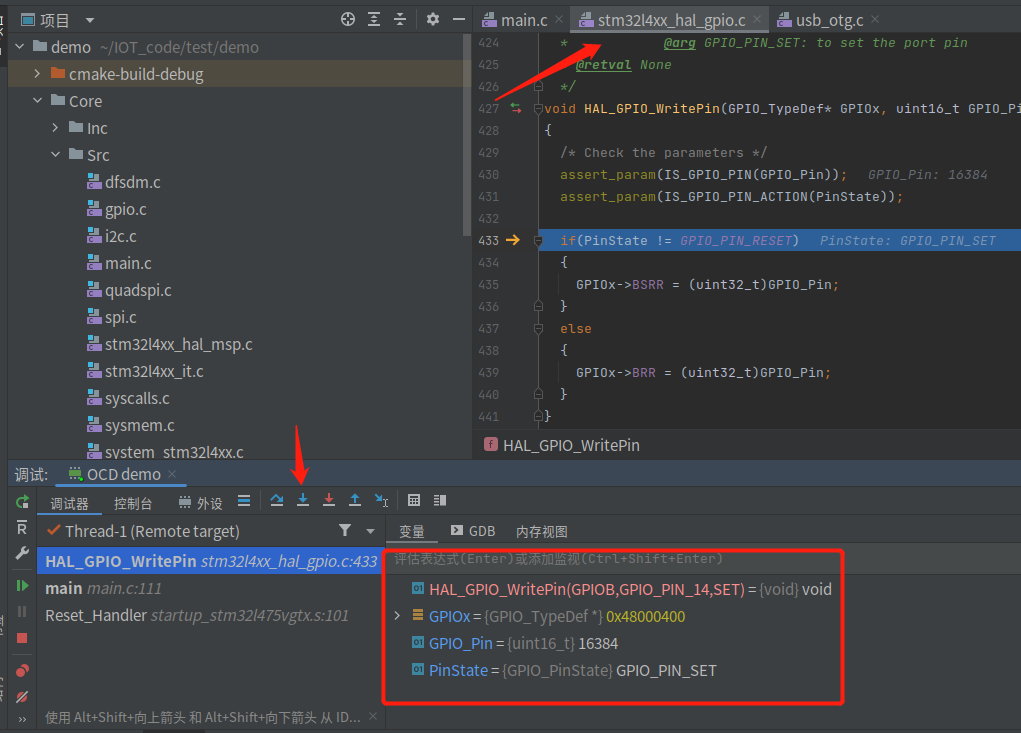 项目
main.c
stm32l4xx_hal_gpio.c
usb_otg.c
demo ~/IOT_code/test/demo
cmake-build-debug
Core
Inc
Src
dfsdm.c
gpio.c
i2c.c
main.c
quadspi.c
spi.c
stm32l4xx_hal_msp.c
stm32l4xx_it.c
syscalls.c
sysmem.c
system_stm32l4xx.c
424 * @arg GPIO_PIN_SET: to set the port pin
425 @retval None
426 */
427 void HAL_GPIO_WritePin(GPIO_TypeDef* GPIOx, uint16_t GPIO_Pi
428 {
429 /* Check the parameters */
430 assert_param(IS_GPIO_PIN(GPIO_Pin)); GPIO_Pin: 16384
431 assert_param(IS_GPIO_PIN_ACTION(PinState));
432
433 if(PinState != GPIO_PIN_RESET) PinState: GPIO_PIN_SET
434 {
435 GPIOx->BSRR = (uint32_t)GPIO_Pin;
436 }
437 else
438 {
439 GPIOx->BRR = (uint32_t)GPIO_Pin;
440 }
441 }
HAL_GPIO_WritePin
调试: OCD demo
调试器 控制台 外设
Thread-1 (Remote target)
变量 GDB 内存视图
HAL_GPIO_WritePin stm32l4xx_hal_gpio.c:433
main main.c:111
Reset_Handler startup_stm32l475vgtx.s:101
评估表达式(Enter)或添加监视(Ctrl+Shift+Enter)
HAL_GPIO_WritePin(GPIOB,GPIO_PIN_14,SET) = {void} void
GPIOx = {GPIO_TypeDef *} 0x48000400
GPIO_Pin = {uint16_t} 16384
PinState = {GPIO_PinState} GPIO_PIN_SET
使用 Alt+Shift+向上箭头 和 Alt+Shift+向下箭头 从 ID...